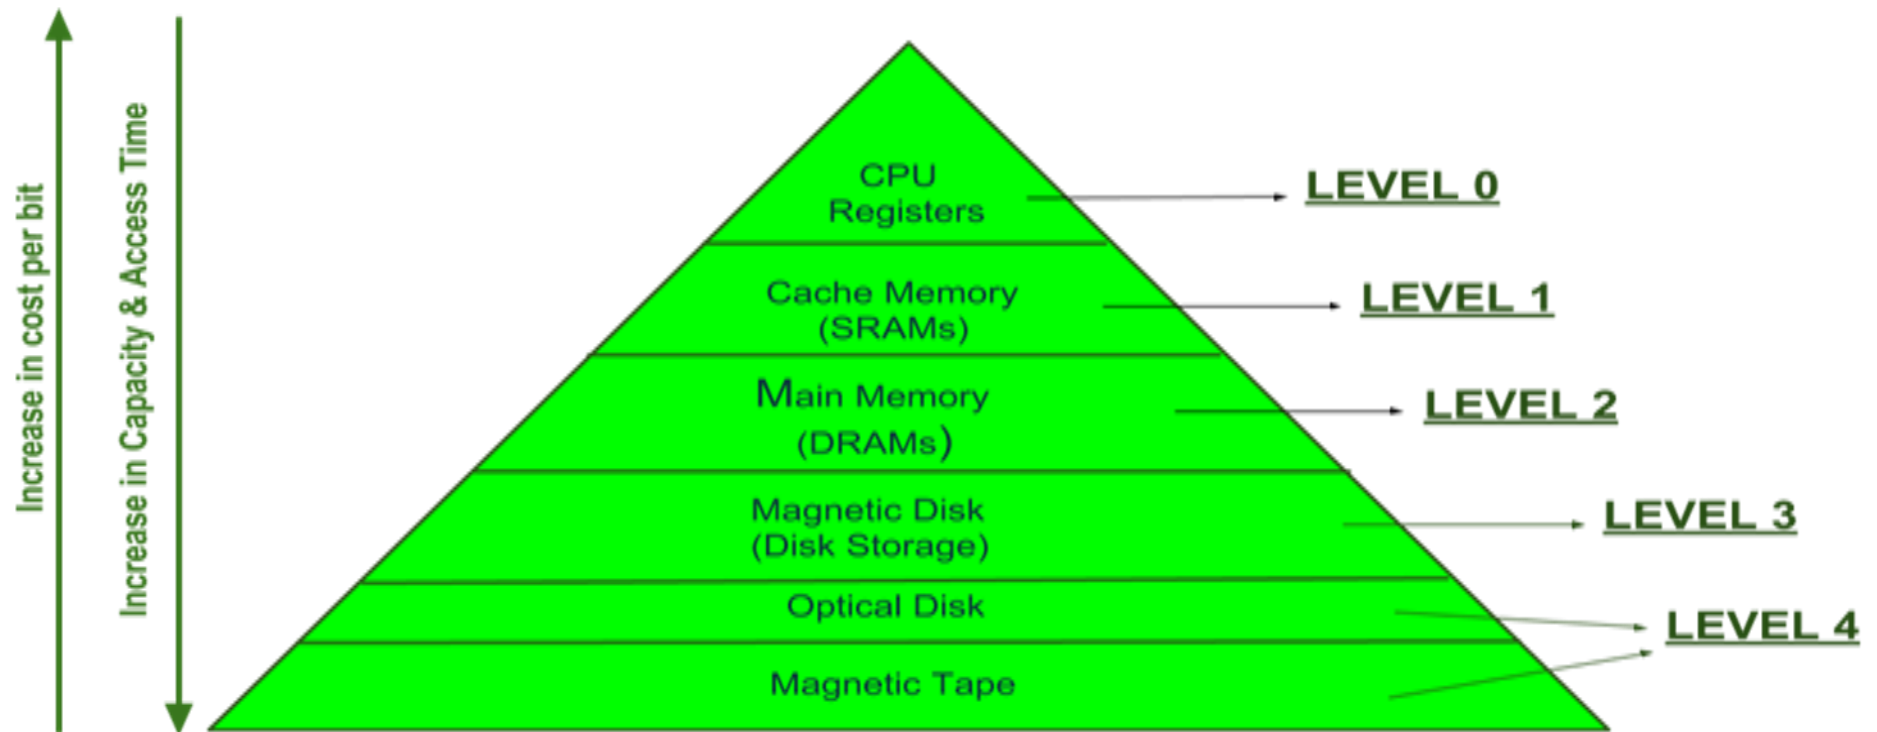 Increase in cost per bit
Increase in Capacity & Access Time
CPU
Registers
LEVEL 0
Cache Memory
(SRAMs)
LEVEL 1
Main Memory
(DRAMs)
LEVEL 2
Magnetic Disk
(Disk Storage)
LEVEL 3
Optical Disk
LEVEL 4
Magnetic Tape